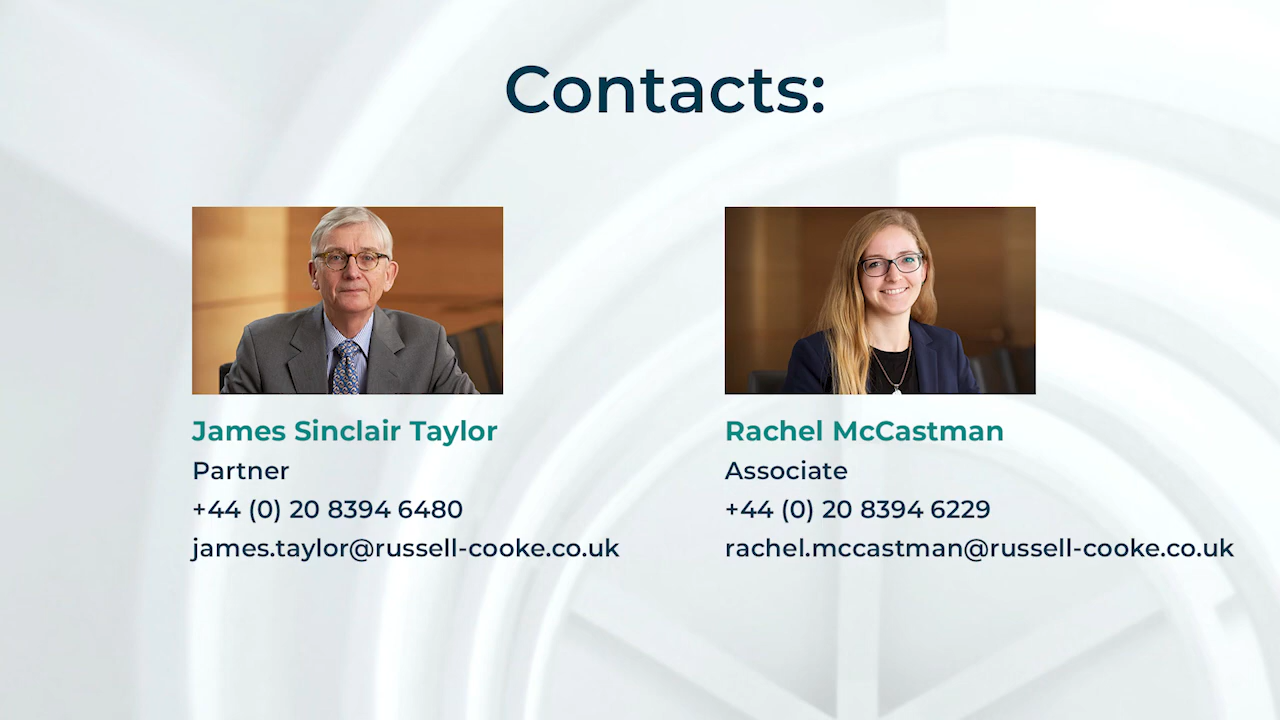 Contacts:
James Sinclair Taylor
Partner
+44 (0) 20 8394 6480
james.taylor@russell-cooke.co.uk
Rachel McCastman
Associate
+44 (0) 20 8394 6229
rachel.mccastman@russell-cooke.co.uk